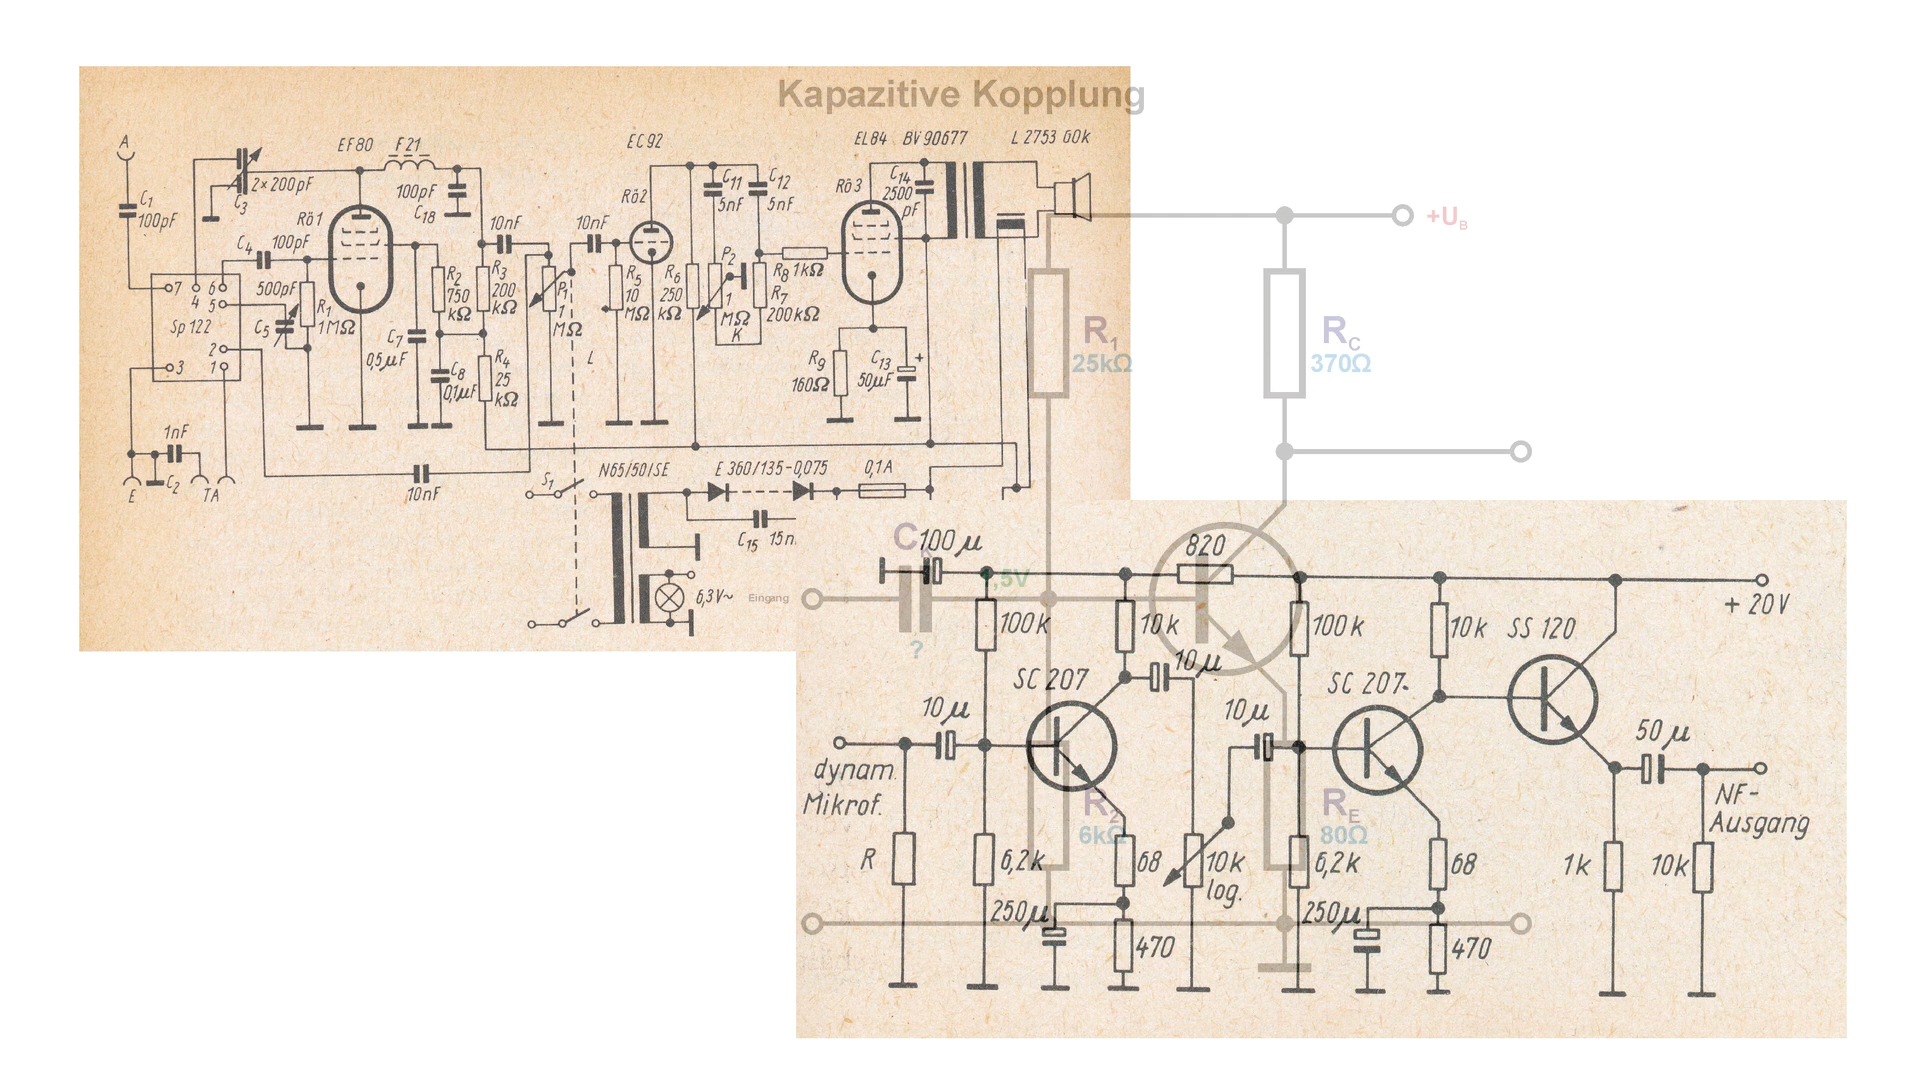 Kapazitive Kopplung
A
EF80
F21
EC92
EL84
BV 90677
L 2753 60k
2×200pF
C3
C1
100pF
100pF
C18
Rö1
Rö2
C11
5nF
C12
5nF
Rö3
C14
2500
pF
10nF
10nF
C4
100pF
+UB
7
4
6
5
500pF
C5
R1
1MΩ
R2
750
kΩ
R3
200
kΩ
P1
1
MΩ
R5
10
MΩ
R6
250
kΩ
P2
1
MΩ
K
R8
1kΩ
R7
200kΩ
Sp 122
2
1
3
C7
0,5µF
C8
0,1µF
R4
25
kΩ
L
R9
160Ω
C13
50µF
+
R1
25kΩ
RC
370Ω
1nF
C2
E
TA
10nF
S1
N65/50/SE
E 360/135-0,075
0,1A
C15
15n
6,3V~
Eingang
C
100µ
,5V
?
820
+ 20V
100k
10k
100k
10k
SS 120
SC 207
10µ
SC 207
10µ
10µ
50µ
dynam.
Mikrof.
NF-
Ausgang
R2
6kΩ
RE
80Ω
R
6,2k
68
10k
log.
6,2k
68
1k
10k
250µ
470
250µ
470